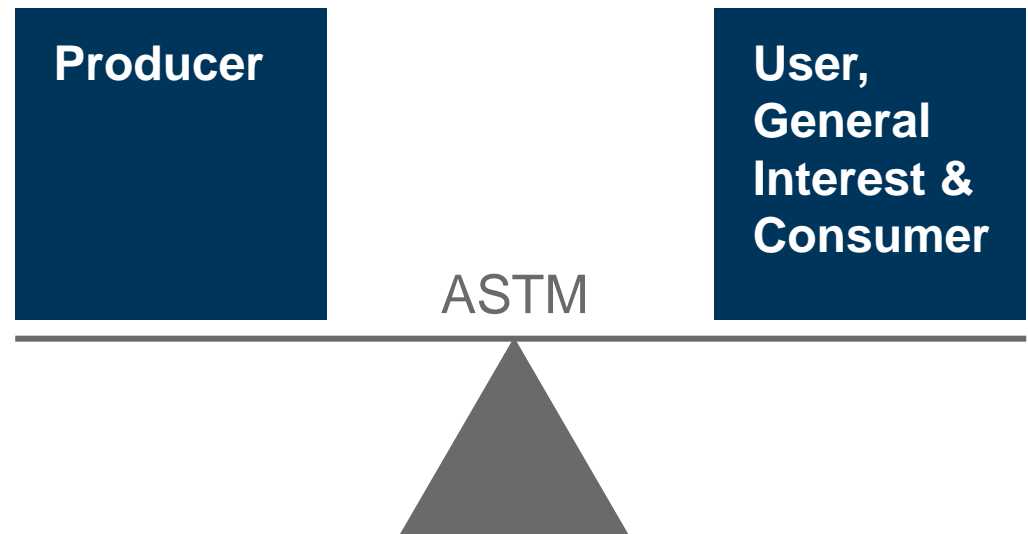 Producer
User,
General
Interest &
Consumer
ASTM